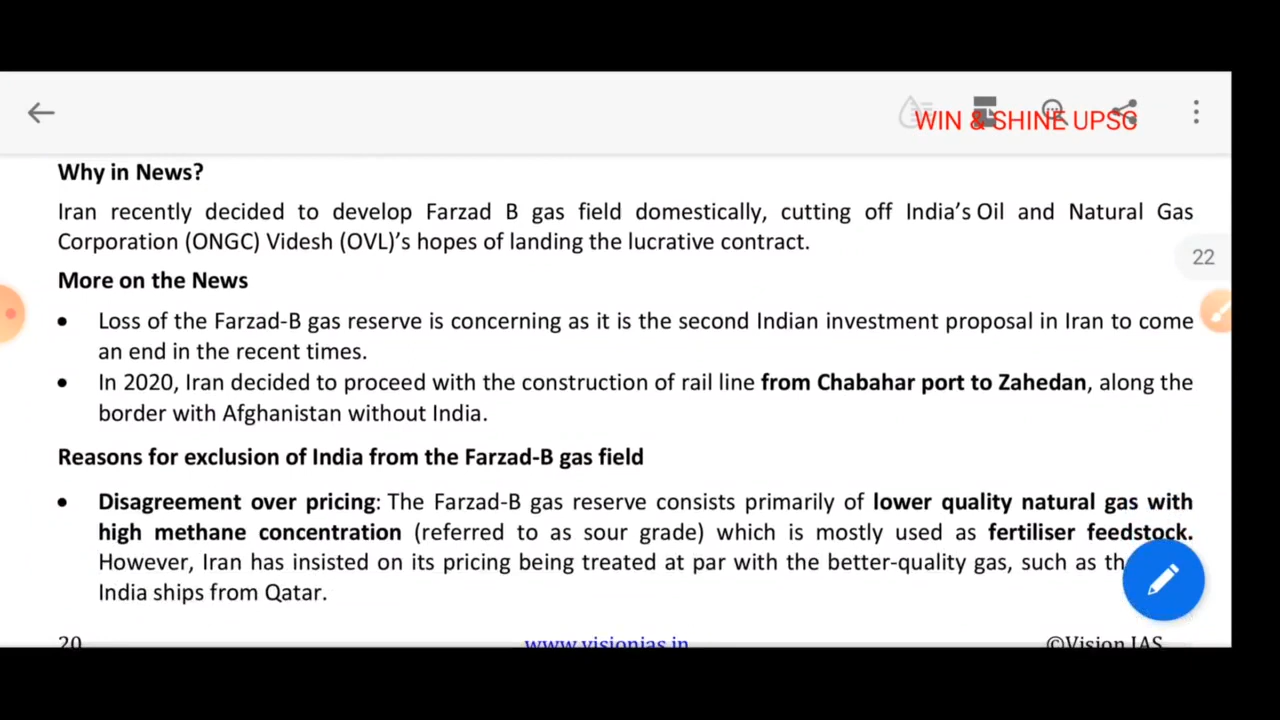 WIN & SHINE UPSC
Why in News?
Iran recently decided to develop Farzad B gas field domestically, cutting off India's Oil and Natural Gas
Corporation (ONGC) Videsh (OVL)'s hopes of landing the lucrative contract.
22
More on the News
• Loss of the Farzad-B gas reserve is concerning as it is the second Indian investment proposal in Iran to come
an end in the recent times.
• In 2020, Iran decided to proceed with the construction of rail line from Chabahar port to Zahedan, along the
border with Afghanistan without India.
Reasons for exclusion of India from the Farzad-B gas field
• Disagreement over pricing: The Farzad-B gas reserve consists primarily of lower quality natural gas with
high methane concentration (referred to as sour grade) which is mostly used as fertiliser feedstock.
However, Iran has insisted on its pricing being treated at par with the better-quality gas, such as
India ships from Qatar.
20 www.visionias.in ©Vision IAS